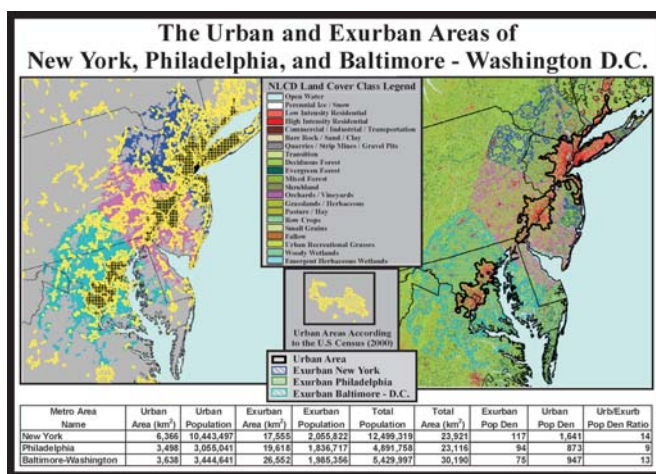 The Urban and Exurban Areas of
New York, Philadelphia, and Baltimore - Washington D.C.
NLCD Land Cover Class Legend
Open Water
Perennial Ice / Snow
Low Intensity Residential
High Intensity Residential
Commercial / Industrial / Transportation
Bare Rock / Sand / Clay
Quarries / Strip Mines / Gravel Pits
Transition
Deciduous Forest
Evergreen Forest
Mixed Forest
Shrubland
Orchards / Vineyards
Grasslands / Herbaceous
Pasture / Hay
Row Crops
Small Grains
Fallow
Urban Recreational Grasses
Woody Wetlands
Emergent Herbaceous Wetlands
Urban Areas According
to the U.S Census (2000)
Urban Area
Exurban New York
Exurban Philadelphia
Exurban Baltimore - D.C.
Metro Area Urban Urban Exurban Exurban Total Total Exurban Urban Urb/Exurb
Name Area (km²) Population Area (km²) Population Population Area (km²) Pop Den Pop Den Pop Den Ratio
New York 6,366 10,443,497 17,555 2,055,822 12,499,319 23,921 117 1,641 14
Philadelphia 3,498 3,055,041 19,618 1,836,717 4,891,758 23,116 94 873 9
Baltimore-Washington 3,638 3,444,641 26,552 1,985,356 5,429,997 30,190 75 947 13